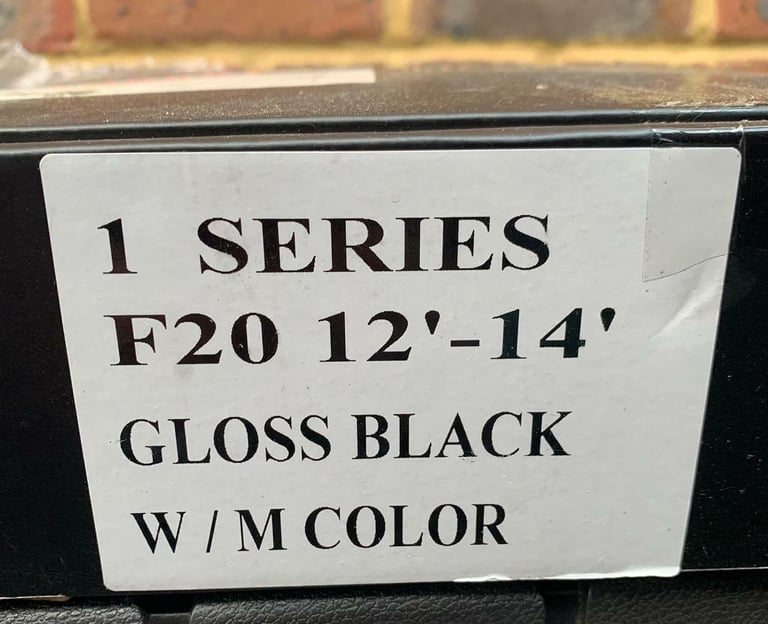 1 SERIES
F20 12'-14'
GLOSS BLACK
W / M COLOR